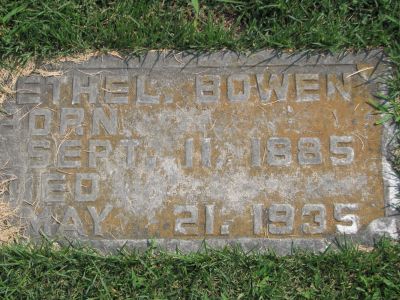 ETHEL BOWEN
BORN
SEPT. 11, 1885
DIED
MAY 21, 1935